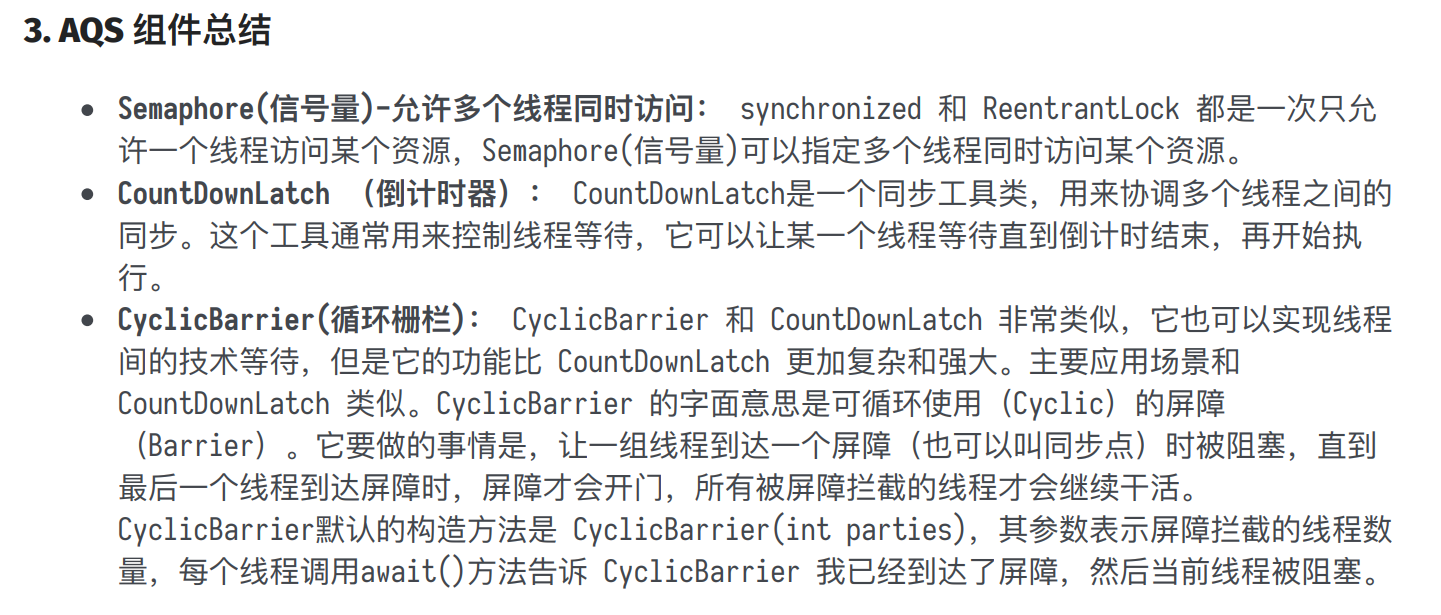 3. AQS 组件总结
Semaphore(信号量)-允许多个线程同时访问： synchronized 和 ReentrantLock 都是一次只允
许一个线程访问某个资源，Semaphore(信号量)可以指定多个线程同时访问某个资源。
CountDownLatch （倒计时器）： CountDownLatch是一个同步工具类，用来协调多个线程之间的
同步。这个工具通常用来控制线程等待，它可以让某一个线程等待直到倒计时结束，再开始执
行。
CyclicBarrier(循环栅栏)： CyclicBarrier 和 CountDownLatch 非常类似，它也可以实现线程
间的技术等待，但是它的功能比 CountDownLatch 更加复杂和强大。主要应用场景和
CountDownLatch 类似。CyclicBarrier 的字面意思是可循环使用（Cyclic）的屏障
（Barrier）。它要做的事情是，让一组线程到达一个屏障（也可以叫同步点）时被阻塞，直到
最后一个线程到达屏障时，屏障才会开门，所有被屏障拦截的线程才会继续干活。
CyclicBarrier默认的构造方法是 CyclicBarrier(int parties)，其参数表示屏障拦截的线程数
量，每个线程调用await()方法告诉 CyclicBarrier 我已经到达了屏障，然后当前线程被阻塞。